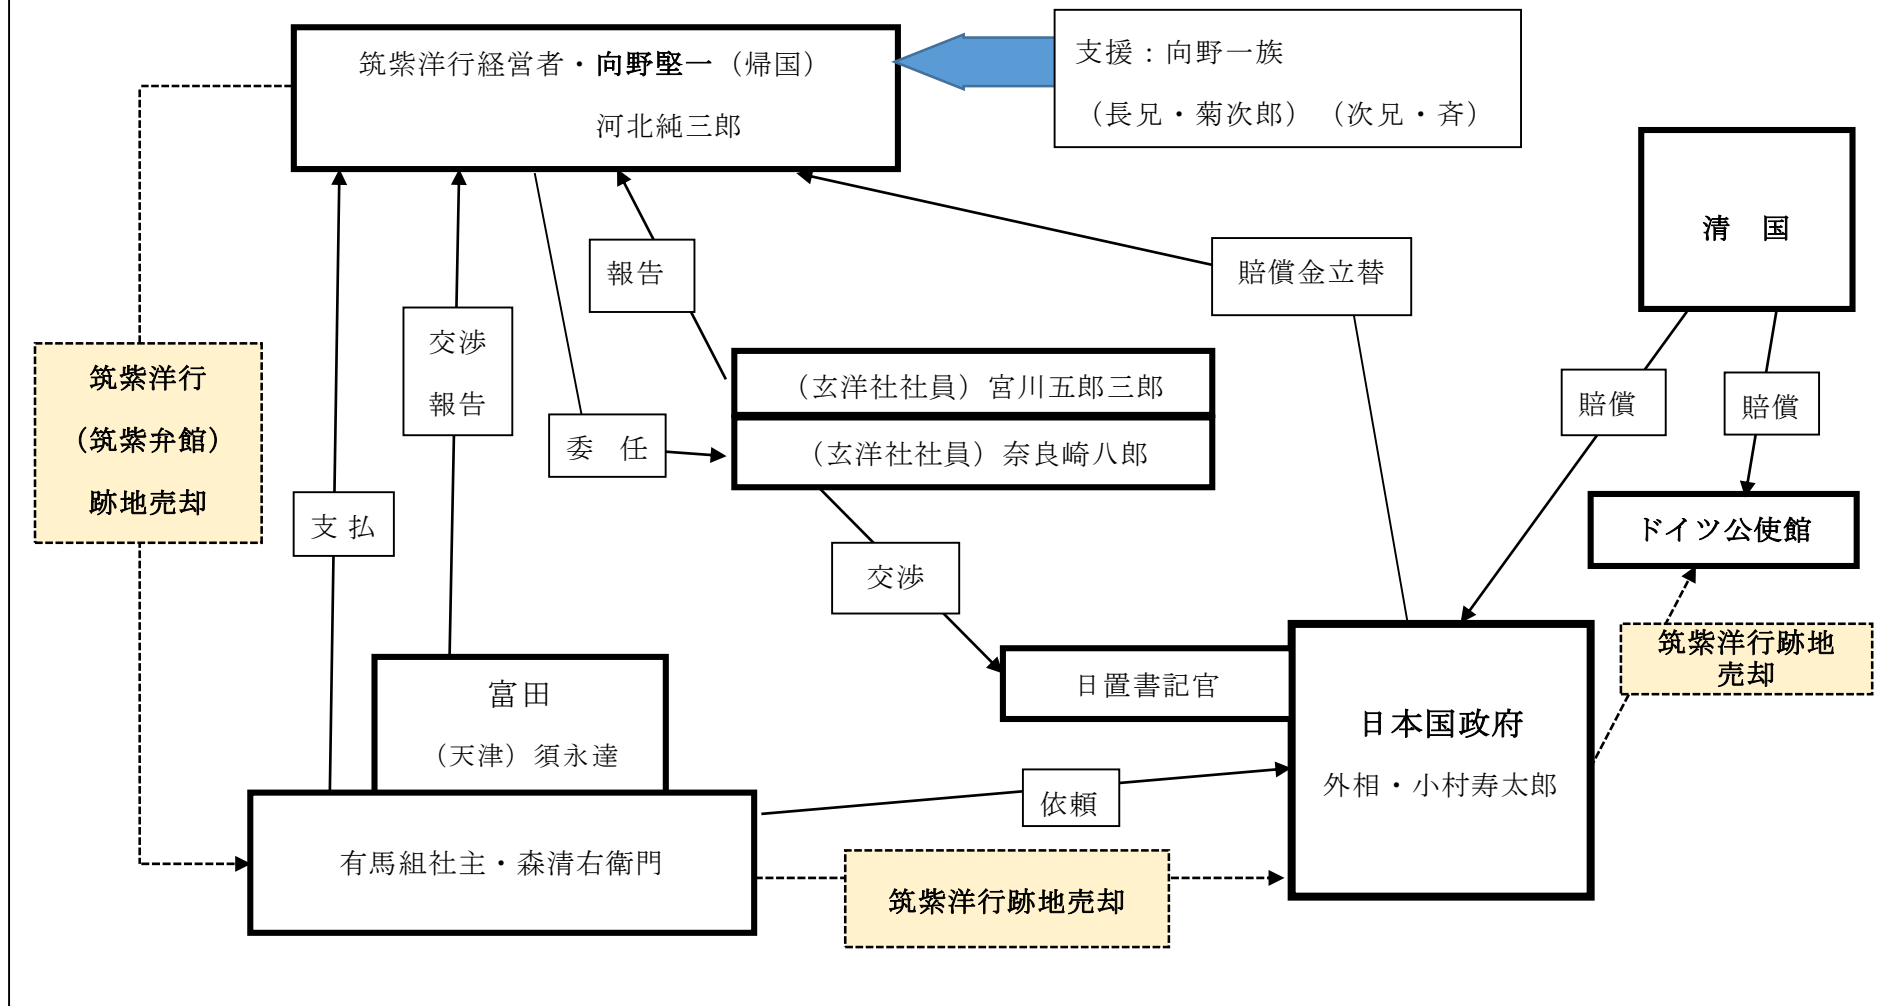 筑紫洋行経営者・向野堅一（帰国）
河北純三郎
支援：向野一族
（長兄・菊次郎）（次兄・斉）
清　国
報告
賠償金立替
交渉
報告
筑紫洋行
（筑紫弁館）
跡地売却
（玄洋社社員）宮川五郎三郎
（玄洋社社員）奈良崎八郎
委　任
賠償
賠償
支 払
ドイツ公使館
交渉
筑紫洋行跡地
売却
富田
（天津）須永達
日置書記官
日本国政府
外相・小村寿太郎
依頼
有馬組社主・森清右衛門
筑紫洋行跡地売却